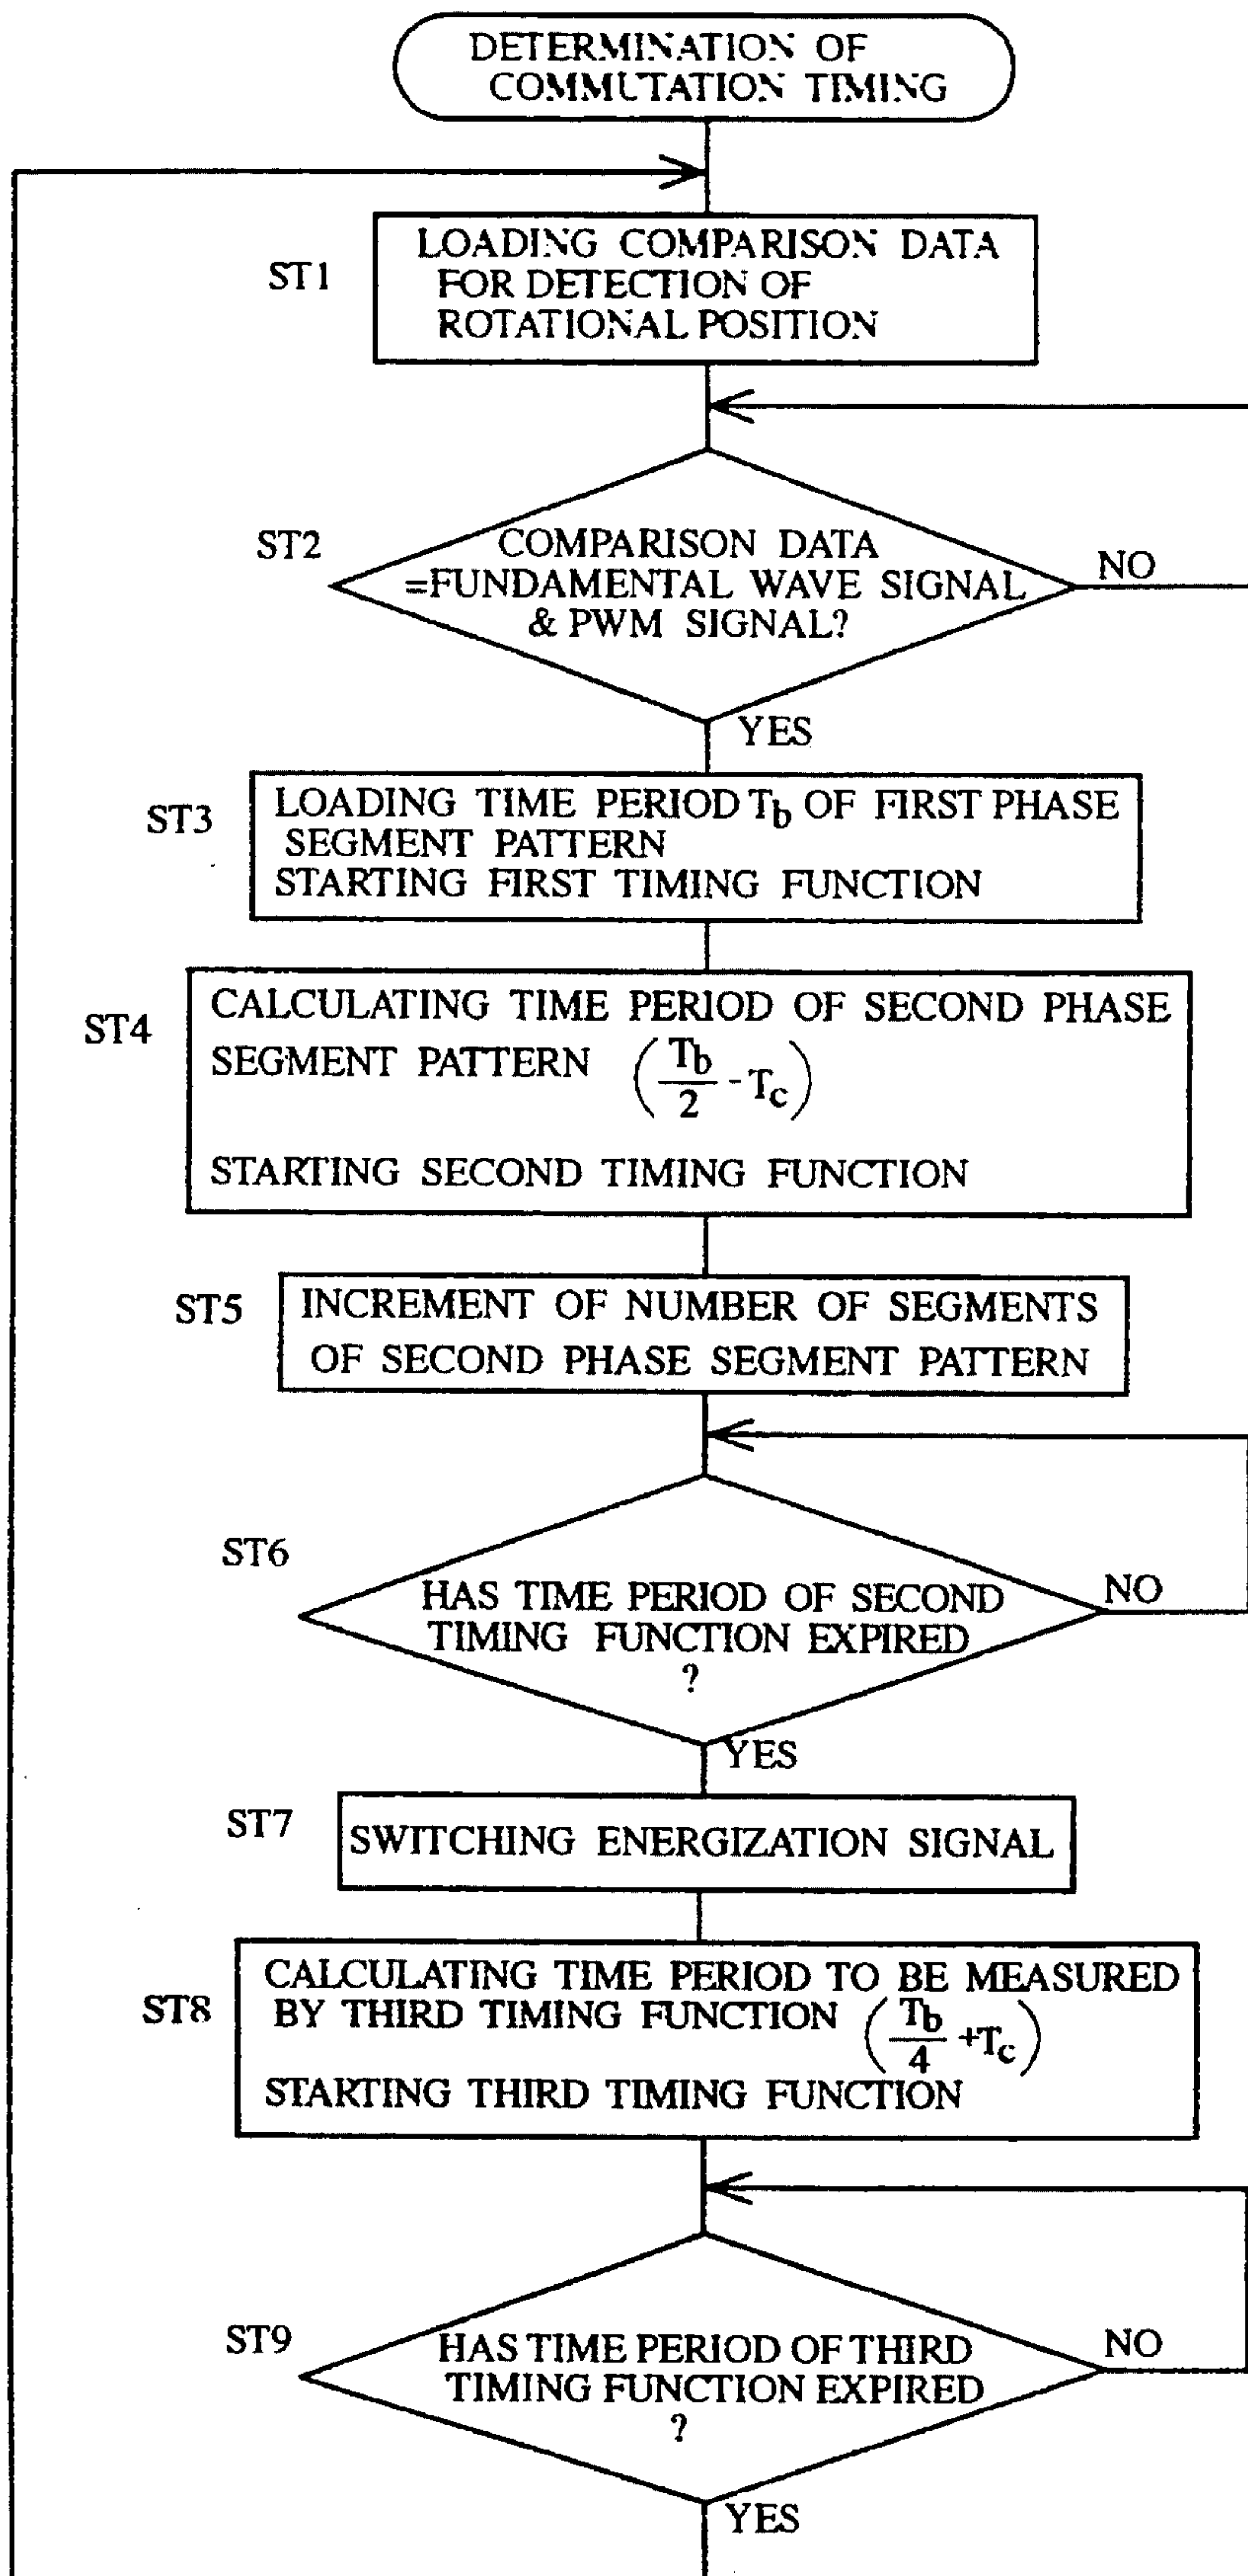 DETERMINATION OF
COMMUTATION TIMING
ST1
LOADING COMPARISON DATA
FOR DETECTION OF
ROTATIONAL POSITION
ST2
COMPARISON DATA
=FUNDAMENTAL WAVE SIGNAL
& PWM SIGNAL?
NO
YES
ST3
LOADING TIME PERIOD Tb OF FIRST PHASE
SEGMENT PATTERN
STARTING FIRST TIMING FUNCTION
ST4
CALCULATING TIME PERIOD OF SECOND PHASE
SEGMENT PATTERN (Tb/2 - Tc)
STARTING SECOND TIMING FUNCTION
ST5
INCREMENT OF NUMBER OF SEGMENTS
OF SECOND PHASE SEGMENT PATTERN
ST6
HAS TIME PERIOD OF SECOND
TIMING FUNCTION EXPIRED
?
NO
YES
ST7
SWITCHING ENERGIZATION SIGNAL
ST8
CALCULATING TIME PERIOD TO BE MEASURED
BY THIRD TIMING FUNCTION (Tb/4 +Tc)
STARTING THIRD TIMING FUNCTION
ST9
HAS TIME PERIOD OF THIRD
TIMING FUNCTION EXPIRED
?
NO
YES